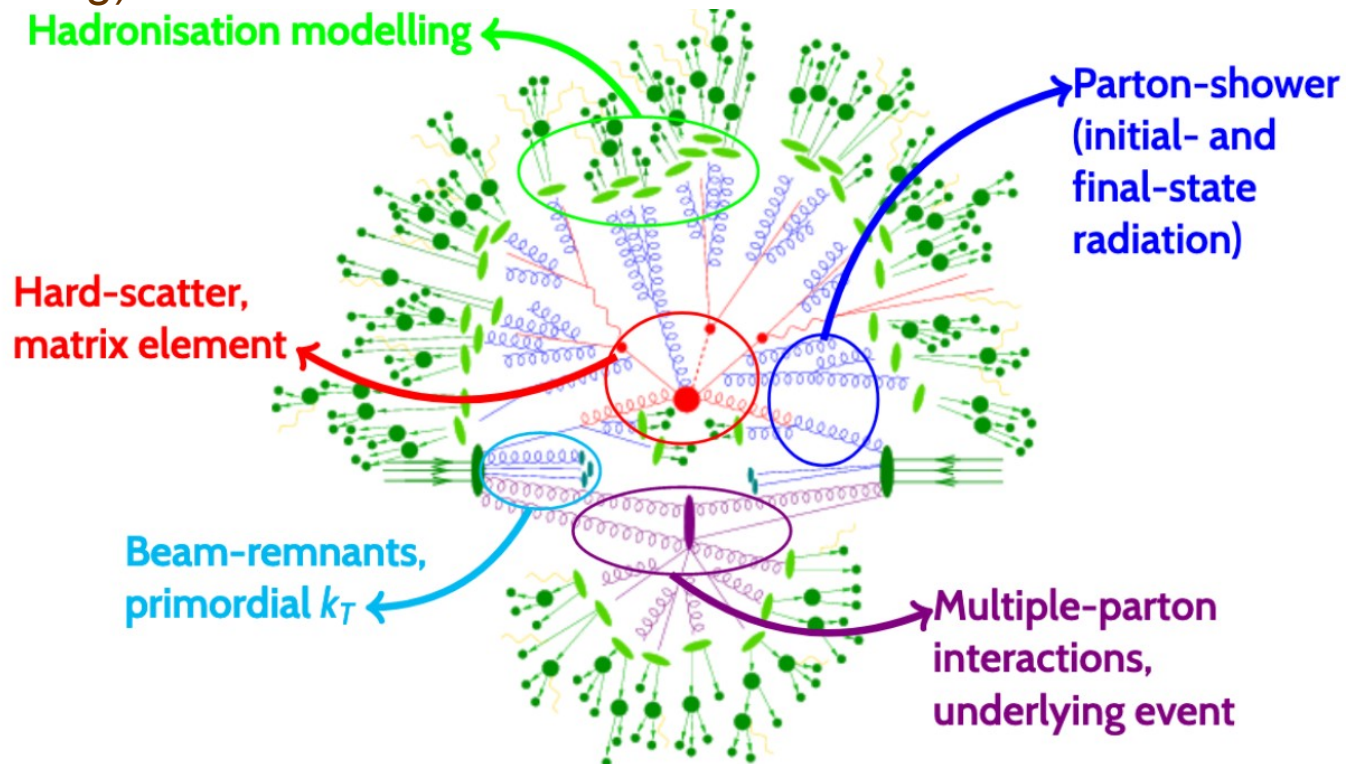 g)
Hadronisation modelling
Parton-shower
(initial- and
final-state
radiation)
Hard-scatter,
matrix element
Beam-remnants,
primordial kT
Multiple-parton
interactions,
underlying event